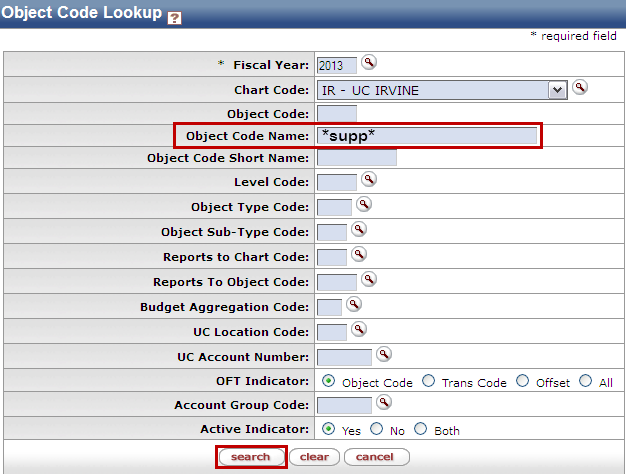 Object Code Lookup ?
* required field
* Fiscal Year: 2013
Chart Code: IR - UC IRVINE
Object Code:
Object Code Name: *supp*
Object Code Short Name:
Level Code:
Object Type Code:
Object Sub-Type Code:
Reports to Chart Code:
Reports To Object Code:
Budget Aggregation Code:
UC Location Code:
UC Account Number:
OFT Indicator: Object Code Trans Code Offset All
Account Group Code:
Active Indicator: Yes No Both
search clear cancel